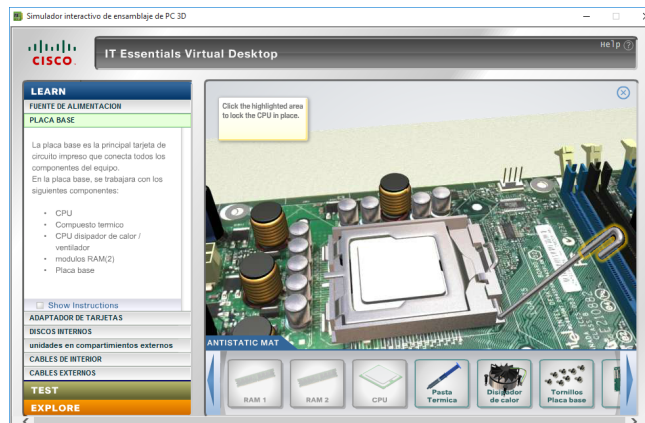 Simulador interactivo de ensamblaje de PC 3D
CISCO
IT Essentials Virtual Desktop
Help ?
LEARN
FUENTE DE ALIMENTACION
PLACA BASE
La placa base es la principal tarjeta de
circuito impreso que conecta todos los
componentes del equipo.
En la placa base, se trabajara con los
siguientes componentes:
• CPU
• Compuesto termico
• CPU disipador de calor /
ventilador
• modulos RAM(2)
• Placa base
Show Instructions
ADAPTADOR DE TARJETAS
DISCOS INTERNOS
unidades en compartimientos externos
CABLES DE INTERIOR
CABLES EXTERNOS
TEST
EXPLORE
Click the highlighted area
to lock the CPU in place.
ANTISTATIC MAT
RAM 1
RAM 2
CPU
Pasta
Termica
Disipador
de calor
Tornillos
Placa base